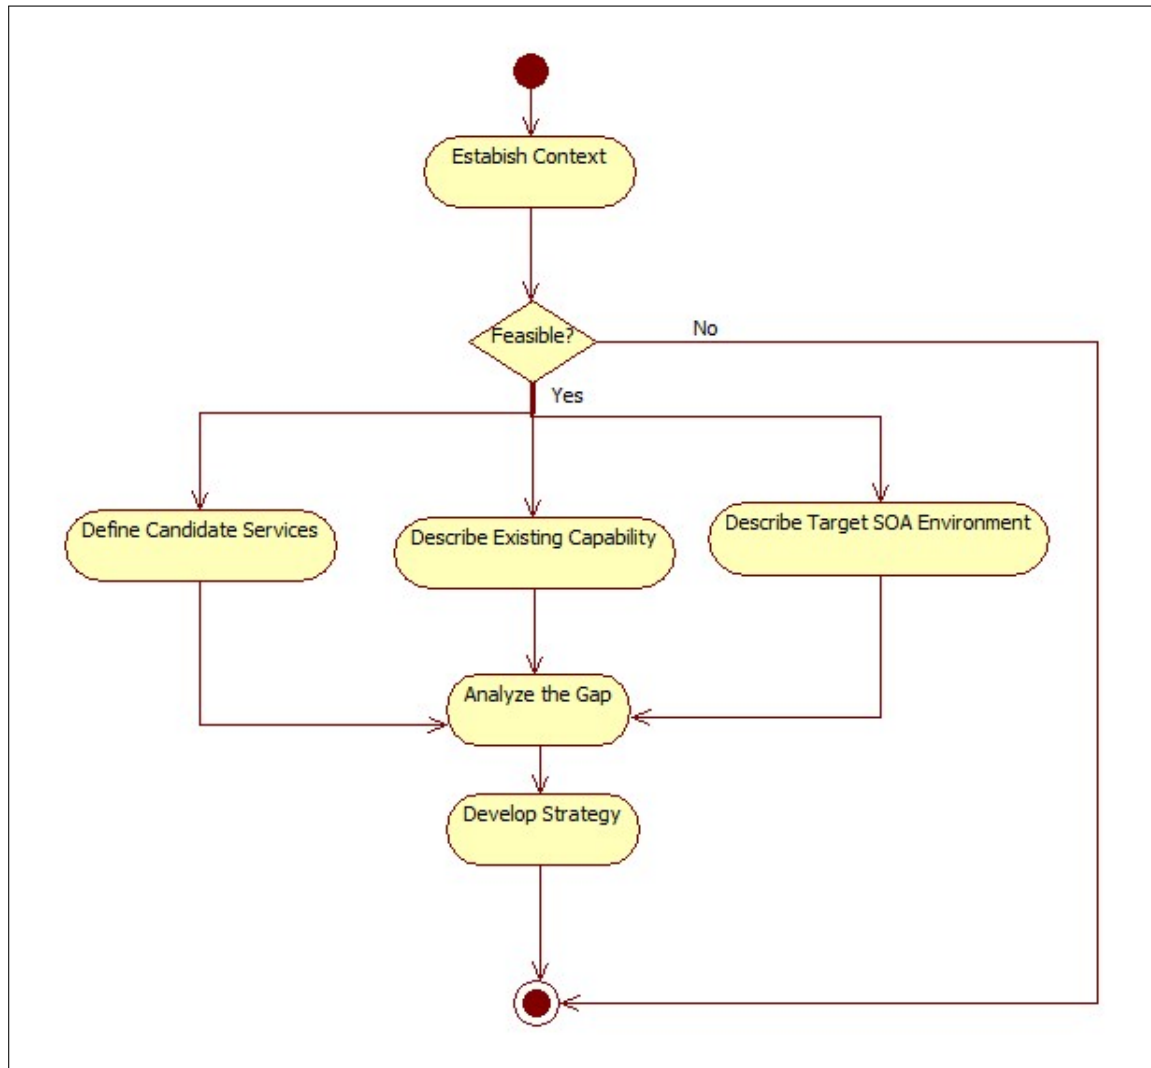 Estabish Context
Feasible?
No
Yes
Define Candidate Services
Describe Existing Capability
Describe Target SOA Environment
Analyze the Gap
Develop Strategy